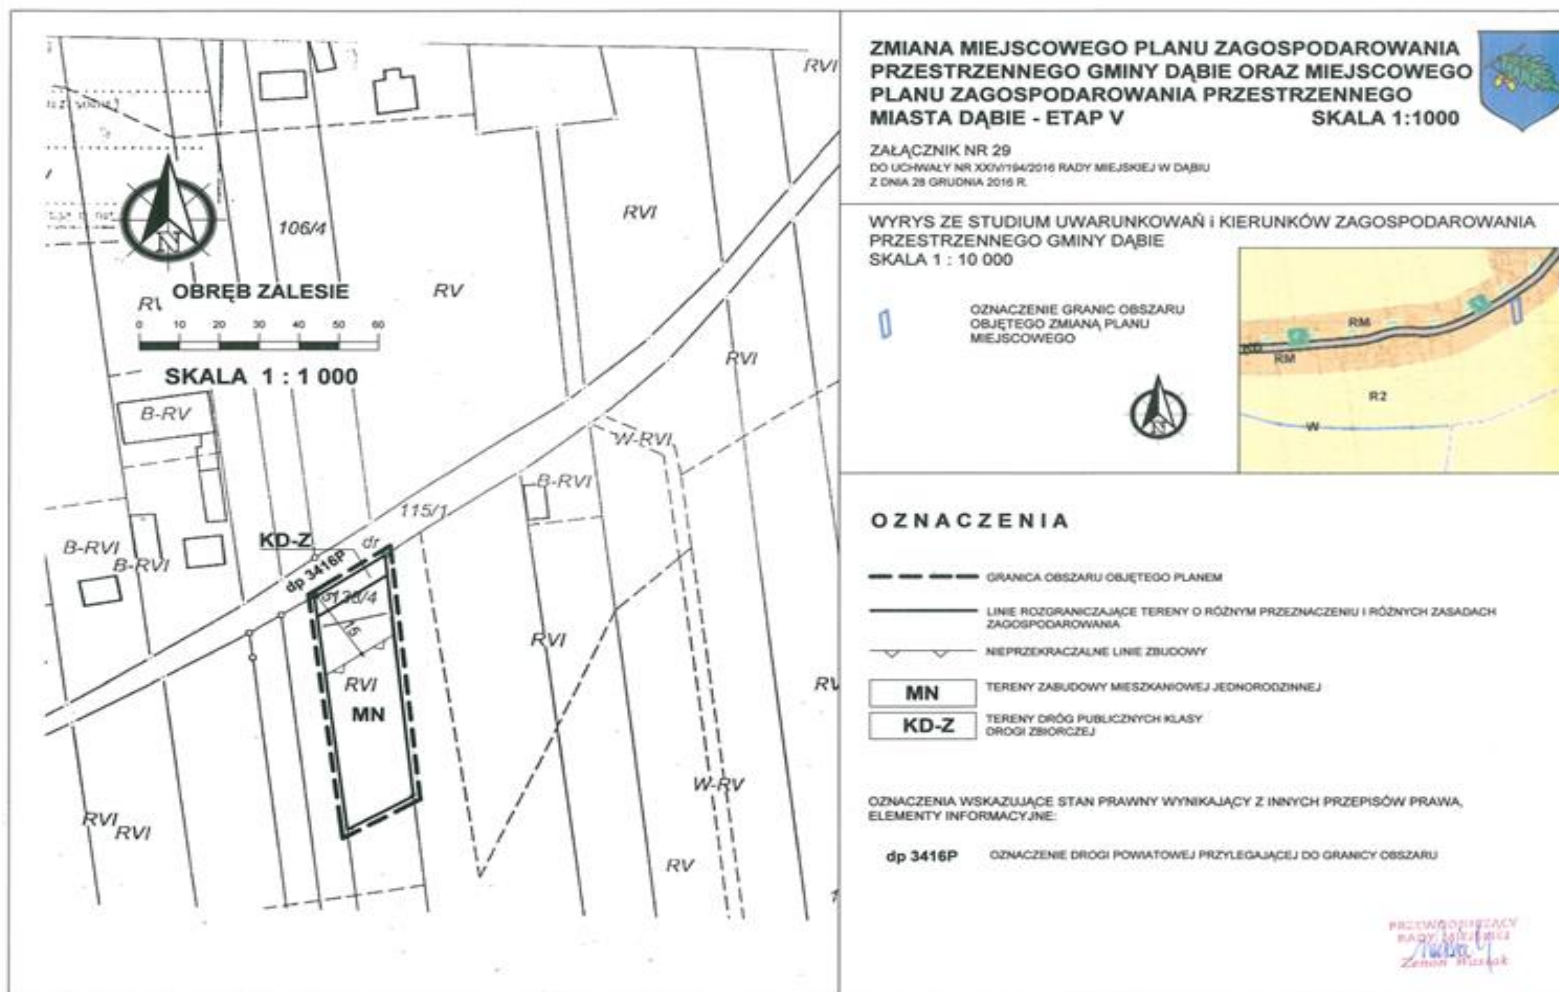 RVI
106/4
RVI
RV
N
OBRĘB ZALESIE
0 10 20 30 40 50 60
SKALA 1 : 1 000
RVI
B-RV
W-RVI
B-RVI
115/1
KD-Z
dr
dp 3416P
B-RVI
B-RVI
15
RVI
RVI
MN
W-RV
RVI
RVI
RV
ZMIANA MIEJSCOWEGO PLANU ZAGOSPODAROWANIA
PRZESTRZENNEGO GMINY DĄBIE ORAZ MIEJSCOWEGO
PLANU ZAGOSPODAROWANIA PRZESTRZENNEGO
MIASTA DĄBIE - ETAP V SKALA 1:1000
ZAŁĄCZNIK NR 29
DO UCHWAŁY NR XXIV/194/2016 RADY MIEJSKIEJ W DĄBIU
Z DNIA 28 GRUDNIA 2016 R.
WYRYS ZE STUDIUM UWARUNKOWAŃ i KIERUNKÓW ZAGOSPODAROWANIA
PRZESTRZENNEGO GMINY DĄBIE
SKALA 1 : 10 000
OZNACZENIE GRANIC OBSZARU
OBJĘTEGO ZMIANĄ PLANU
MIEJSCOWEGO
N
RM
RM
R2
W
OZNACZENIA
GRANICA OBSZARU OBJĘTEGO PLANEM
LINIE ROZGRANICZAJĄCE TERENY O RÓŻNYM PRZEZNACZENIU I RÓŻNYCH ZASADACH
ZAGOSPODAROWANIA
NIEPRZEKRACZALNE LINIE ZBUDOWY
MN TERENY ZABUDOWY MIESZKANIOWEJ JEDNORODZINNEJ
KD-Z TERENY DRÓG PUBLICZNYCH KLASY
DROGI ZBIORCZEJ
OZNACZENIA WSKAZUJĄCE STAN PRAWNY WYNIKAJĄCY Z INNYCH PRZEPISÓW PRAWA,
ELEMENTY INFORMACYJNE:
dp 3416P OZNACZENIE DROGI POWIATOWEJ PRZYLEGAJĄCEJ DO GRANICY OBSZARU
PRZEWODNICZĄCY
RADY MIEJSKIEJ
Zenon